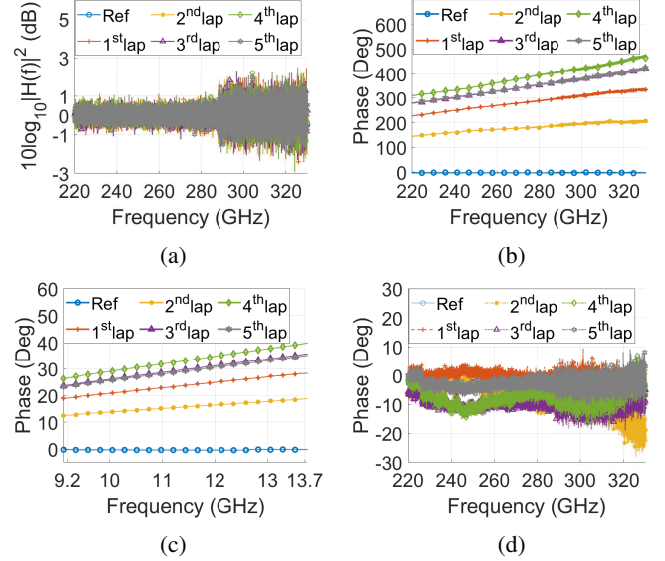 10log₁₀|H(f)|² (dB)
Ref 2ⁿᵈlap 4ᵗʰlap
1ˢᵗlap 3ʳᵈlap 5ᵗʰlap
3
1
0
-1
-3
220 240 260 280 300 320
Frequency (GHz)
(a)
Phase (Deg)
Ref 2ⁿᵈlap 4ᵗʰlap
1ˢᵗlap 3ʳᵈlap 5ᵗʰlap
600
500
400
300
200
100
0
220 240 260 280 300 320
Frequency (GHz)
(b)
Phase (Deg)
60
50
40
30
20
10
0
Ref 2ⁿᵈlap 4ᵗʰlap
1ˢᵗlap 3ʳᵈlap 5ᵗʰlap
9.2 10 11 12 13 13.7
Frequency (GHz)
(c)
Phase (Deg)
30
20
10
0
-10
-20
-30
Ref 2ⁿᵈlap 4ᵗʰlap
1ˢᵗlap 3ʳᵈlap 5ᵗʰlap
220 240 260 280 300 320
Frequency (GHz)
(d)